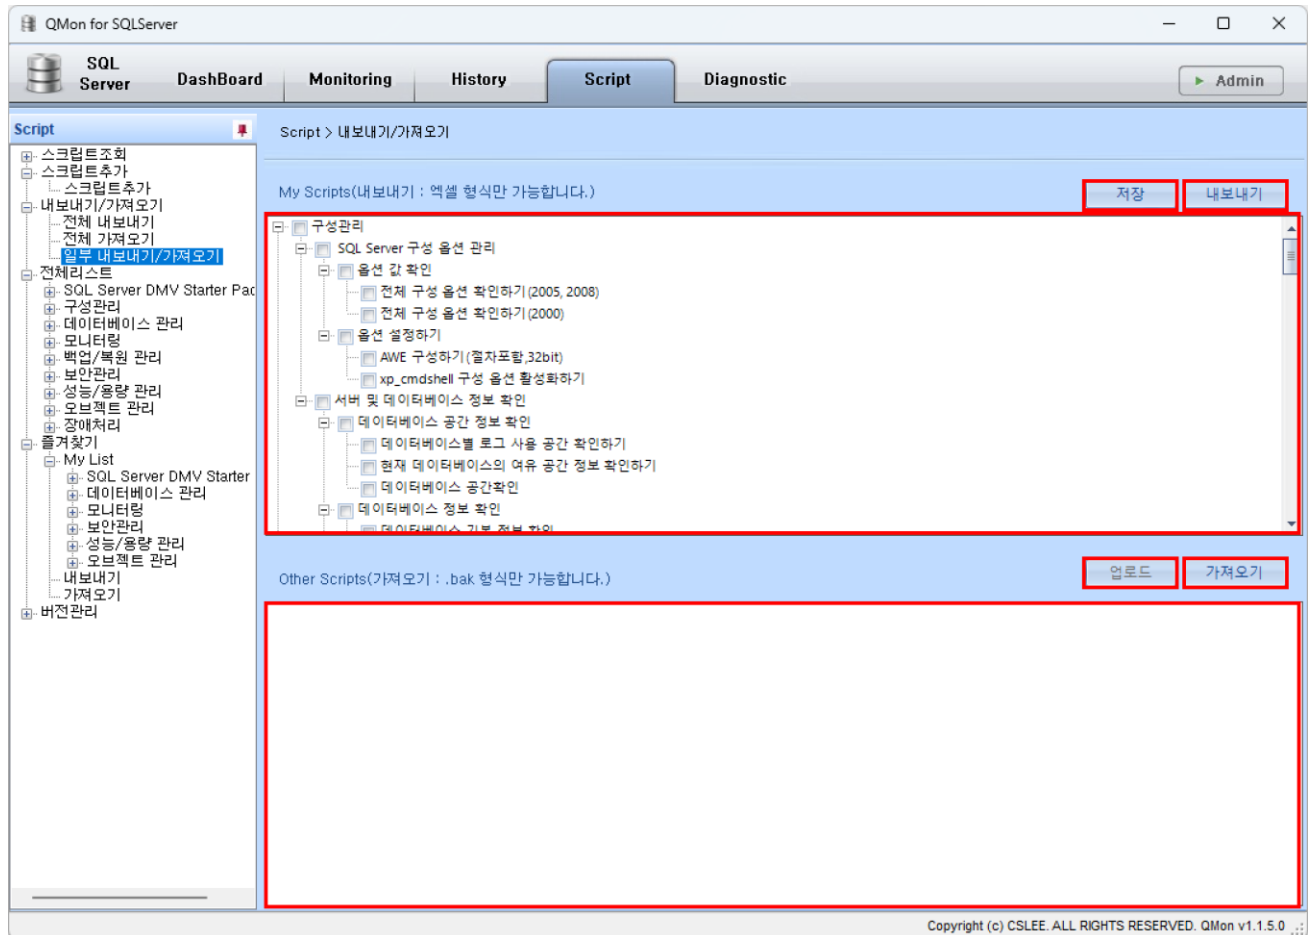 QMon for SQLServer
SQL Server
DashBoard
Monitoring
History
Script
Diagnostic
Admin
Script
스크립트조회
스크립트추가
스크립트추가
내보내기/가져오기
전체 내보내기
전체 가져오기
일부 내보내기/가져오기
전체리스트
SQL Server DMV Starter Pac
구성관리
데이터베이스 관리
모니터링
백업/복원 관리
보안관리
성능/용량 관리
오브젝트 관리
장애처리
즐겨찾기
My List
SQL Server DMV Starter
데이터베이스 관리
모니터링
보안관리
성능/용량 관리
오브젝트 관리
내보내기
가져오기
버전관리
Script > 내보내기/가져오기
My Scripts(내보내기 : 엑셀 형식만 가능합니다.)
저장
내보내기
구성관리
SQL Server 구성 옵션 관리
옵션 값 확인
전체 구성 옵션 확인하기(2005, 2008)
전체 구성 옵션 확인하기(2000)
옵션 설정하기
AWE 구성하기(절차포함,32bit)
xp_cmdshell 구성 옵션 활성화하기
서버 및 데이터베이스 정보 확인
데이터베이스 공간 정보 확인
데이터베이스별 로그 사용 공간 확인하기
현재 데이터베이스의 여유 공간 정보 확인하기
데이터베이스 공간확인
데이터베이스 정보 확인
데이터베이스 기본 정보 확인
Other Scripts(가져오기 : .bak 형식만 가능합니다.)
업로드
가져오기
Copyright (c) CSLEE. ALL RIGHTS RESERVED. QMon v1.1.5.0